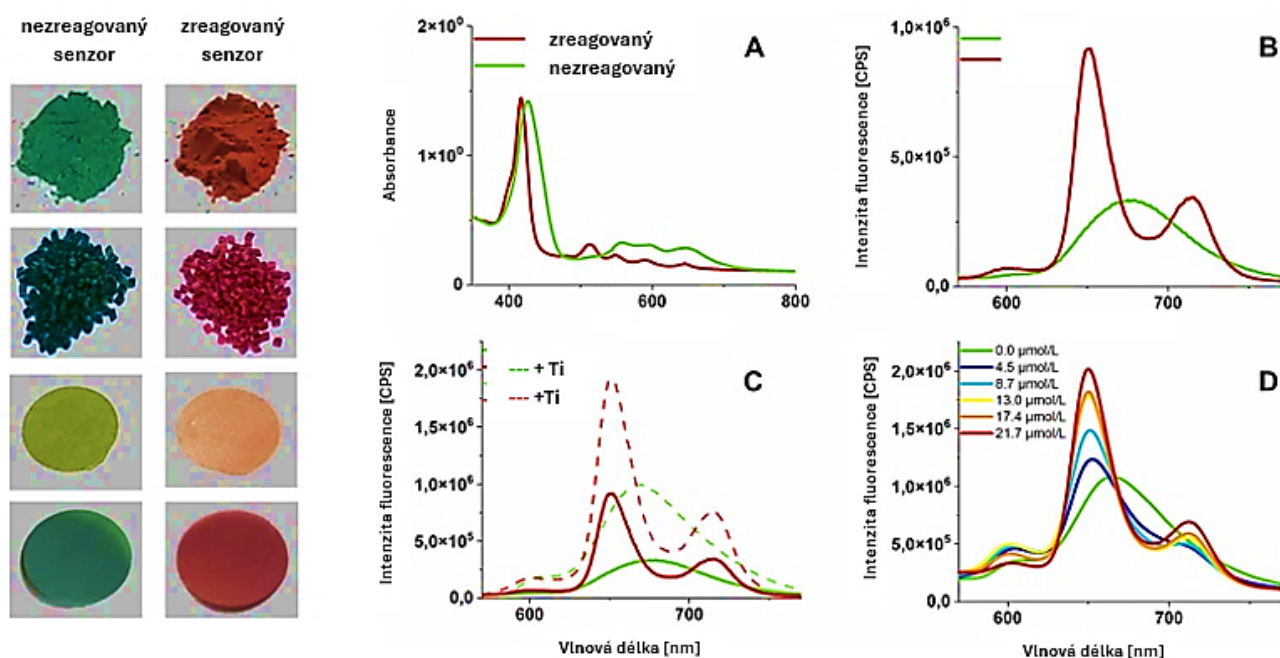 nezreagovaný
senzor
zreagovaný
senzor
2×10⁰
1×10⁰
0
400
600
800
Absorbance
zreagovaný
nezreagovaný
A
1,0×10⁶
5,0×10⁵
0,0
600
700
Intenzita fluorescence [CPS]
B
2,0×10⁶
1,5×10⁶
1,0×10⁶
5,0×10⁵
0,0
600
700
Intenzita fluorescence [CPS]
Vlnová délka [nm]
+ Ti
+Ti
C
2,0×10⁶
1,5×10⁶
1,0×10⁶
5,0×10⁵
0,0
600
700
Intenzita fluorescence [CPS]
Vlnová délka [nm]
0.0 µmol/L
4.5 µmol/L
8.7 µmol/L
13.0 µmol/L
17.4 µmol/L
21.7 µmol/L
D